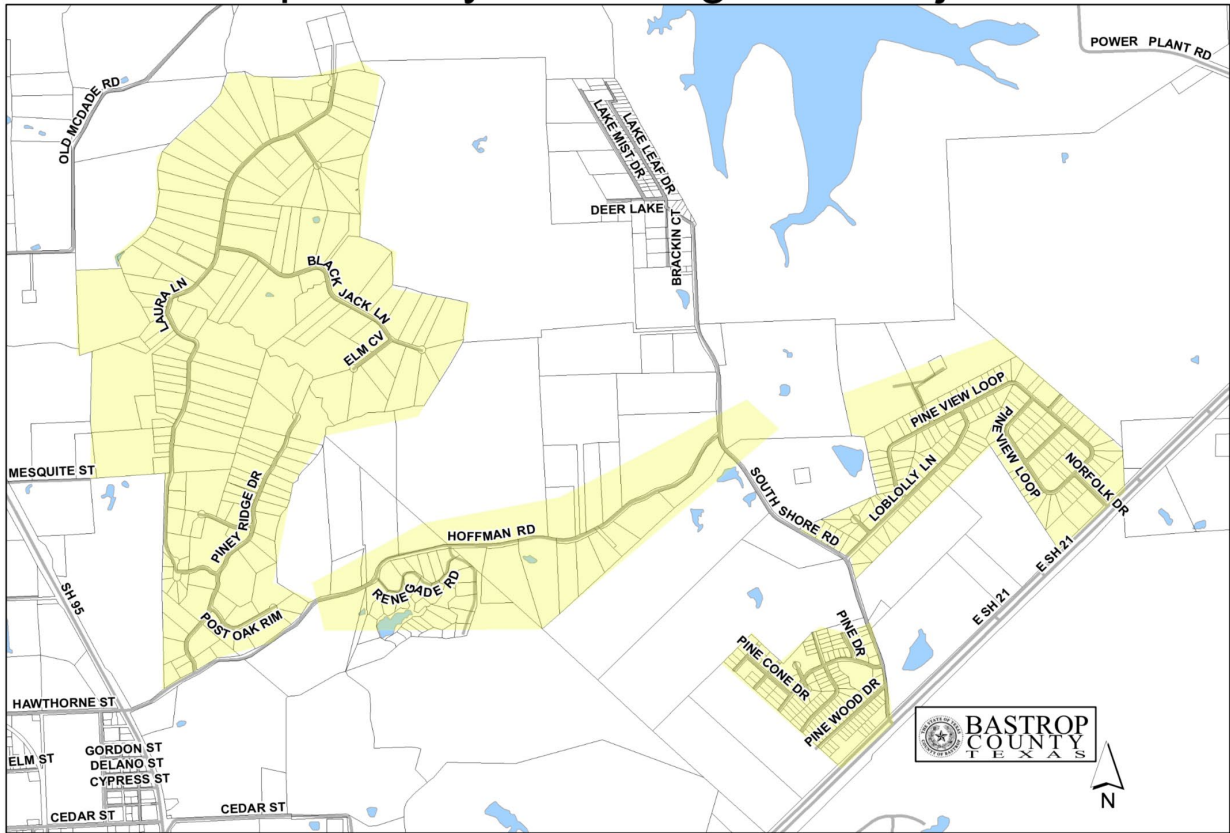 POWER PLANT RD
OLD MCDADE RD
LAKE LEAF DR
LAKE MIST DR
DEER LAKE
BRACKIN CT
BLACK JACK LN
LAURA LN
ELM CV
PINE VIEW LOOP
PINE VIEW LOOP
NORFOLK DR
LOBLOLLY LN
MESQUITE ST
PINEY RIDGE DR
SOUTH SHORE RD
HOFFMAN RD
E SH 21
RENEGADE RD
SH 95
POST OAK RIM
E SH 21
PINE DR
PINE CONE DR
PINE WOOD DR
HAWTHORNE ST
GORDON ST
ELM ST
DELANO ST
CYPRESS ST
CEDAR ST
CEDAR ST
BASTROP
COUNTY
TEXAS
N